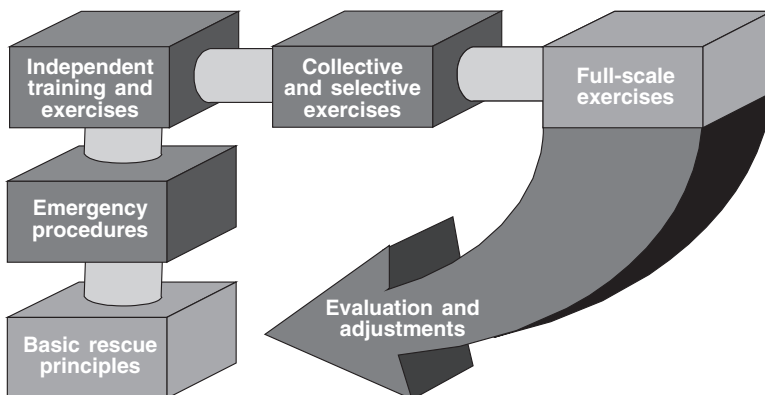 Independent
training and
exercises
Collective
and selective
exercises
Full-scale
exercises
Emergency
procedures
Evaluation and
adjustments
Basic rescue
principles